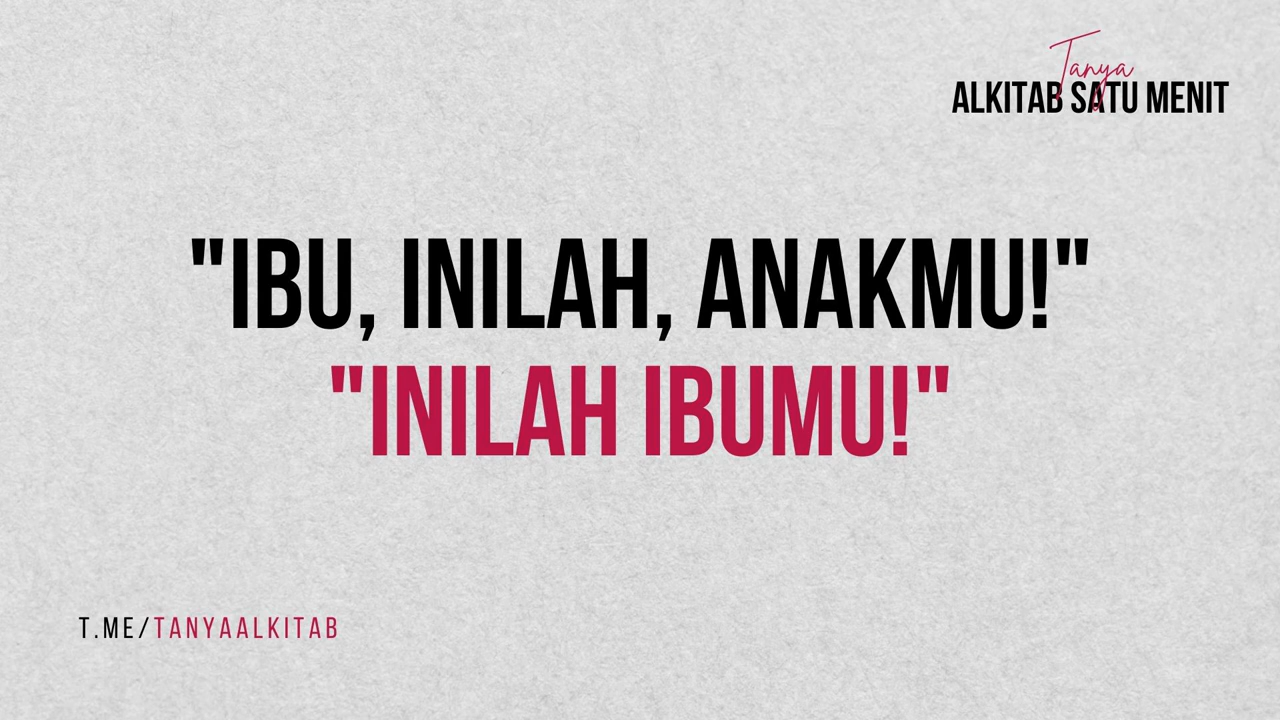 Tanya
ALKITAB SATU MENIT
"IBU, INILAH, ANAKMU!"
"INILAH IBUMU!"
T.ME/TANYAALKITAB